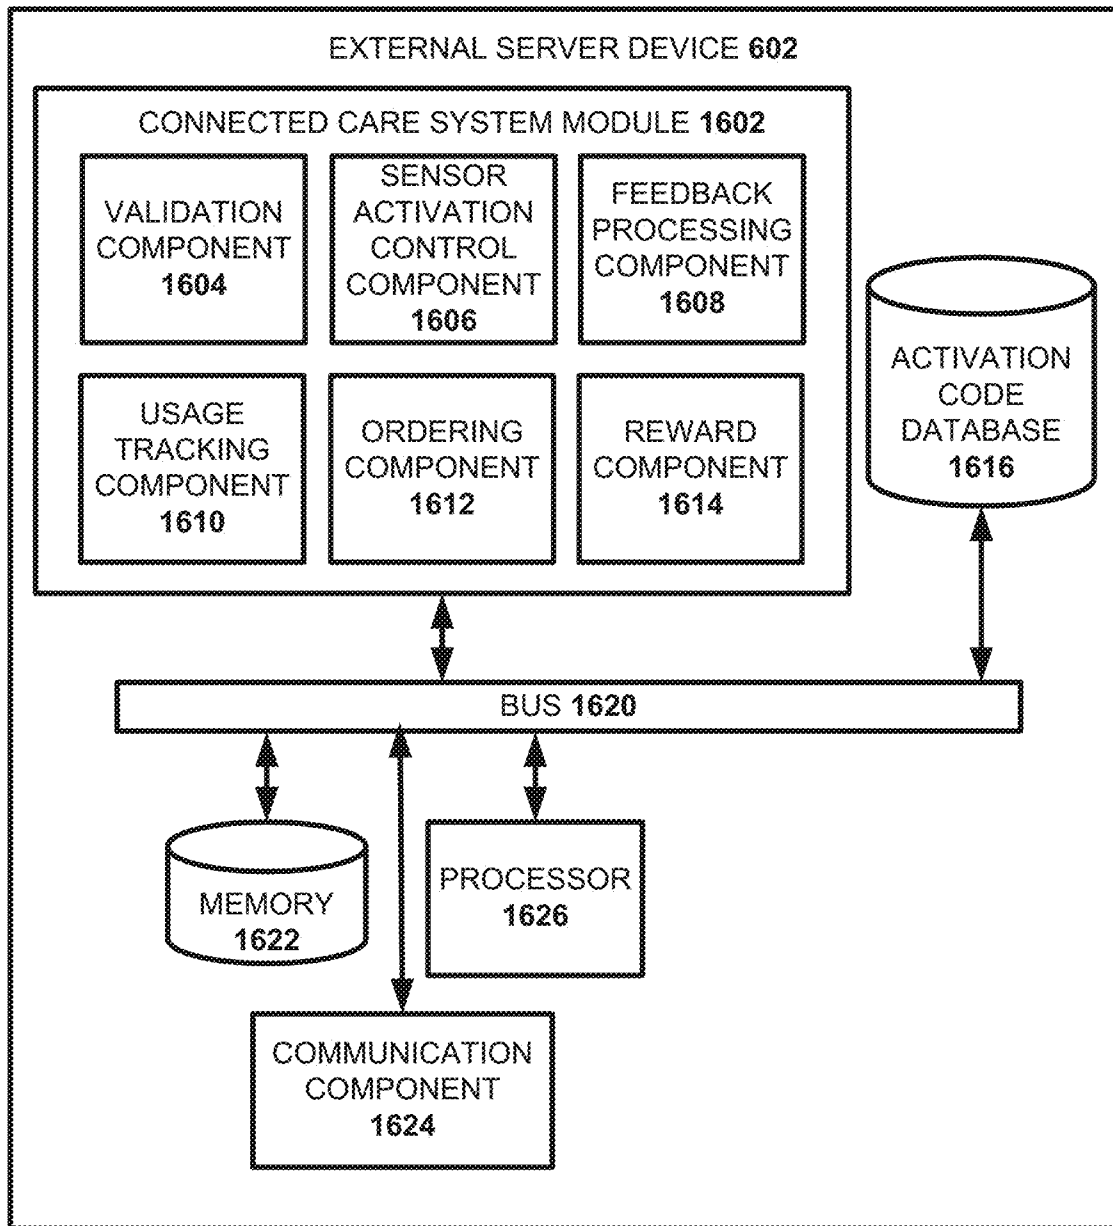 EXTERNAL SERVER DEVICE 602
CONNECTED CARE SYSTEM MODULE 1602
VALIDATION
COMPONENT
1604
SENSOR
ACTIVATION
CONTROL
COMPONENT
1606
FEEDBACK
PROCESSING
COMPONENT
1608
USAGE
TRACKING
COMPONENT
1610
ORDERING
COMPONENT
1612
REWARD
COMPONENT
1614
ACTIVATION
CODE
DATABASE
1616
BUS 1620
MEMORY
1622
PROCESSOR
1626
COMMUNICATION
COMPONENT
1624